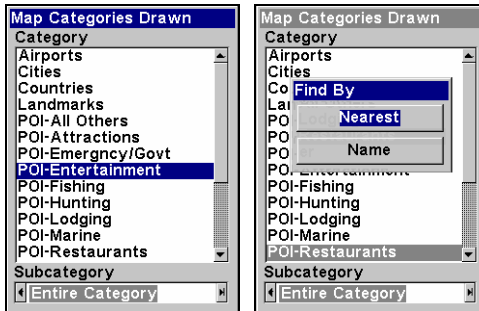 Map Categories Drawn
Category
Airports
Cities
Countries
Landmarks
POI-All Others
POI-Attractions
POI-Emergncy/Govt
POI-Entertainment
POI-Fishing
POI-Hunting
POI-Lodging
POI-Marine
POI-Restaurants
Subcategory
Entire Category
Map Categories Drawn
Category
Airports
Cities
Find By
Nearest
Name
POI-Fishing
POI-Hunting
POI-Lodging
POI-Marine
POI-Restaurants
Subcategory
Entire Category